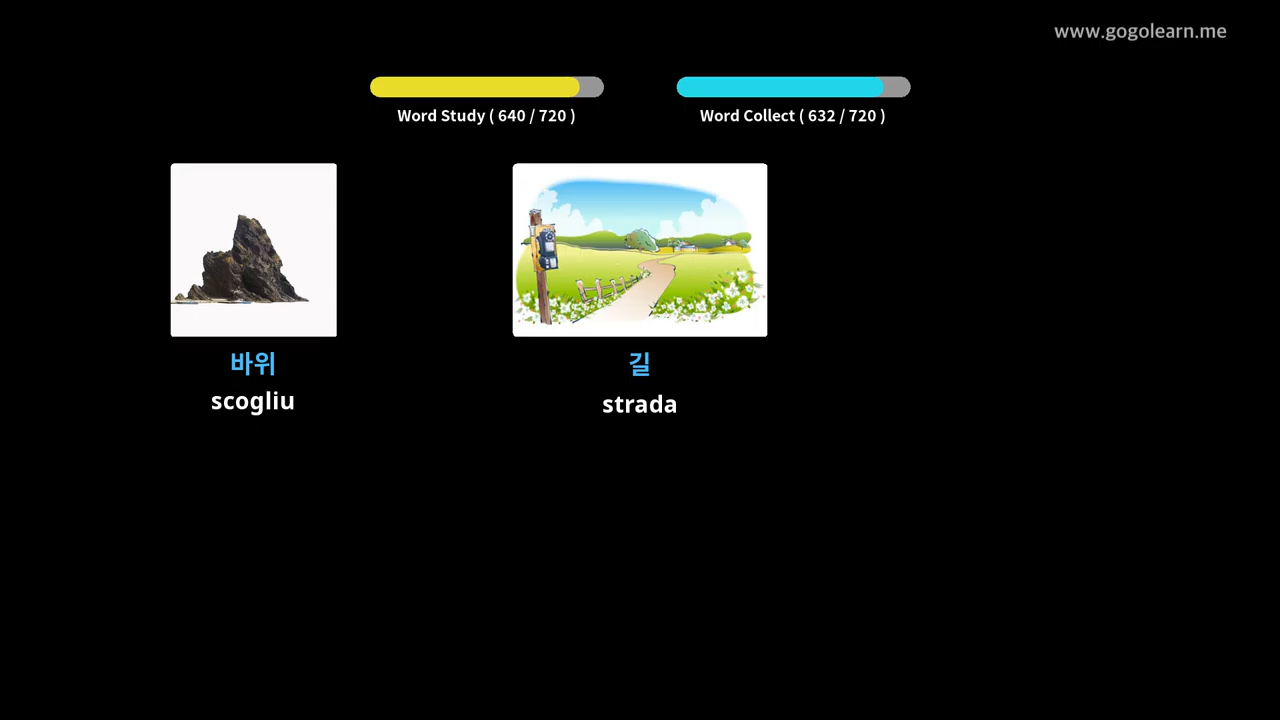 www.gogolearn.me
Word Study ( 640 / 720 )
Word Collect ( 632 / 720 )
바위
scogliu
길
strada